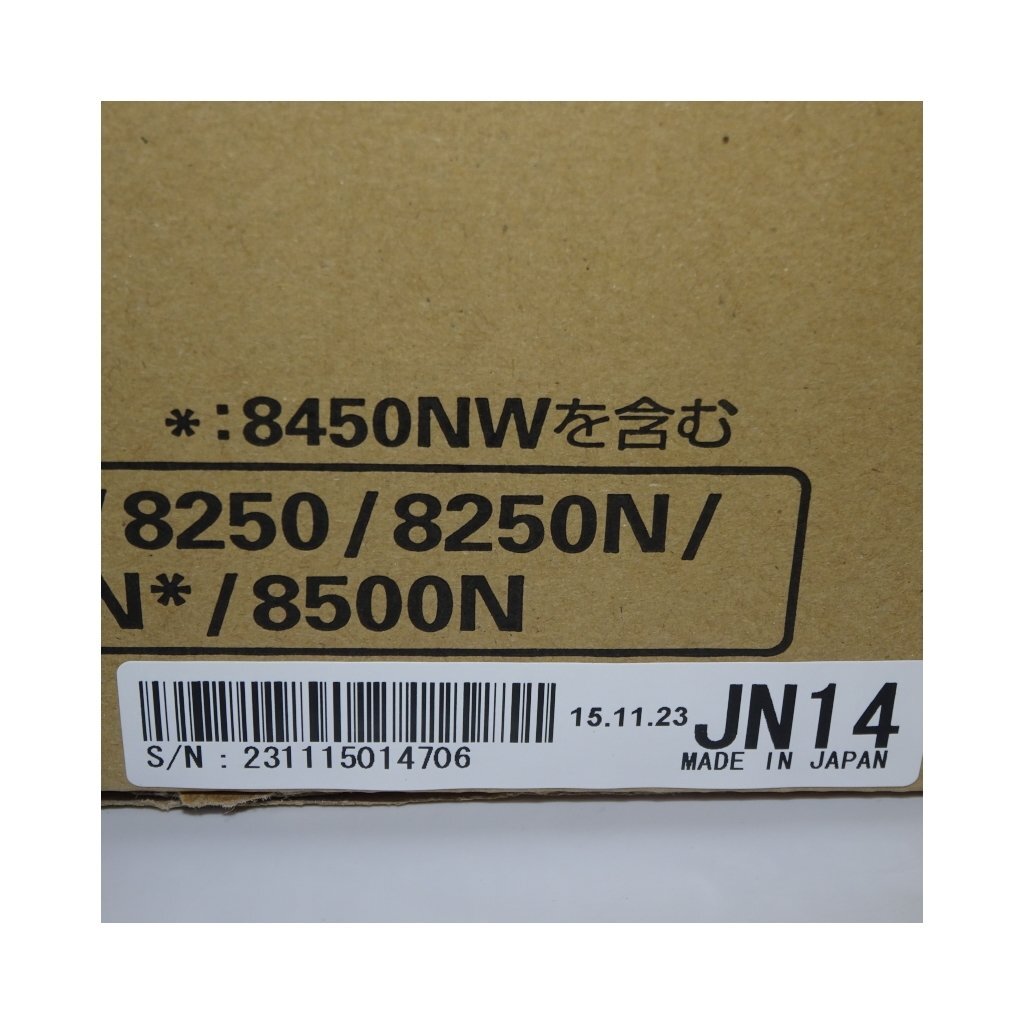 *:8450NWを含む
/8250/8250N/
N*/8500N
15.11.23 JN14
S/N : 231115014706
MADE IN JAPAN